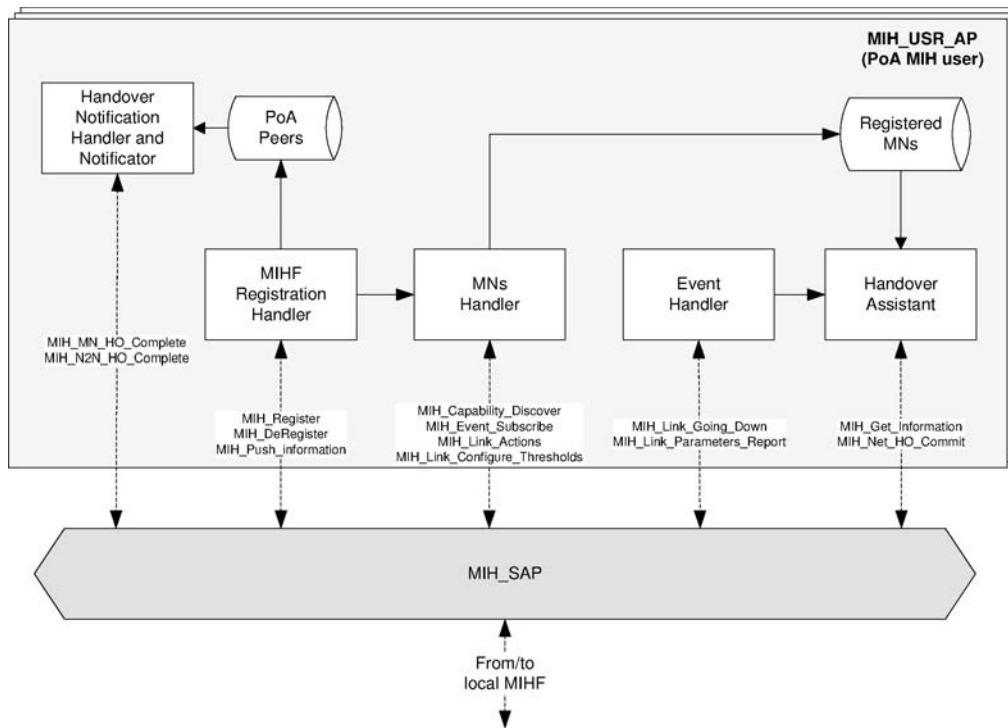 MIH_USR_AP
(PoA MIH user)
Handover
Notification
Handler and
Notificator
PoA
Peers
Registered
MNs
MIHF
Registration
Handler
MNs
Handler
Event
Handler
Handover
Assistant
MIH_MN_HO_Complete
MIH_N2N_HO_Complete
MIH_Register
MIH_DeRegister
MIH_Push_information
MIH_Capability_Discover
MIH_Event_Subscribe
MIH_Link_Actions
MIH_Link_Configure_Thresholds
MIH_Link_Going_Down
MIH_Link_Parameters_Report
MIH_Get_Information
MIH_Net_HO_Commit
MIH_SAP
From/to
local MIHF